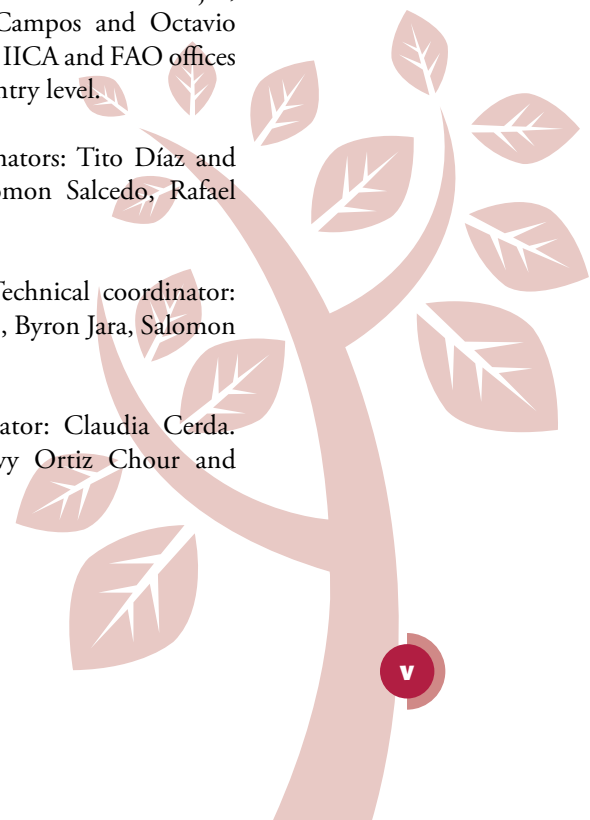 Campos and Octavio
IICA and FAO offices
ntry level.
nators: Tito Díaz and
omon Salcedo, Rafael
Technical coordinator:
, Byron Jara, Salomon
ator: Claudia Cerda.
vy Ortiz Chour and
v